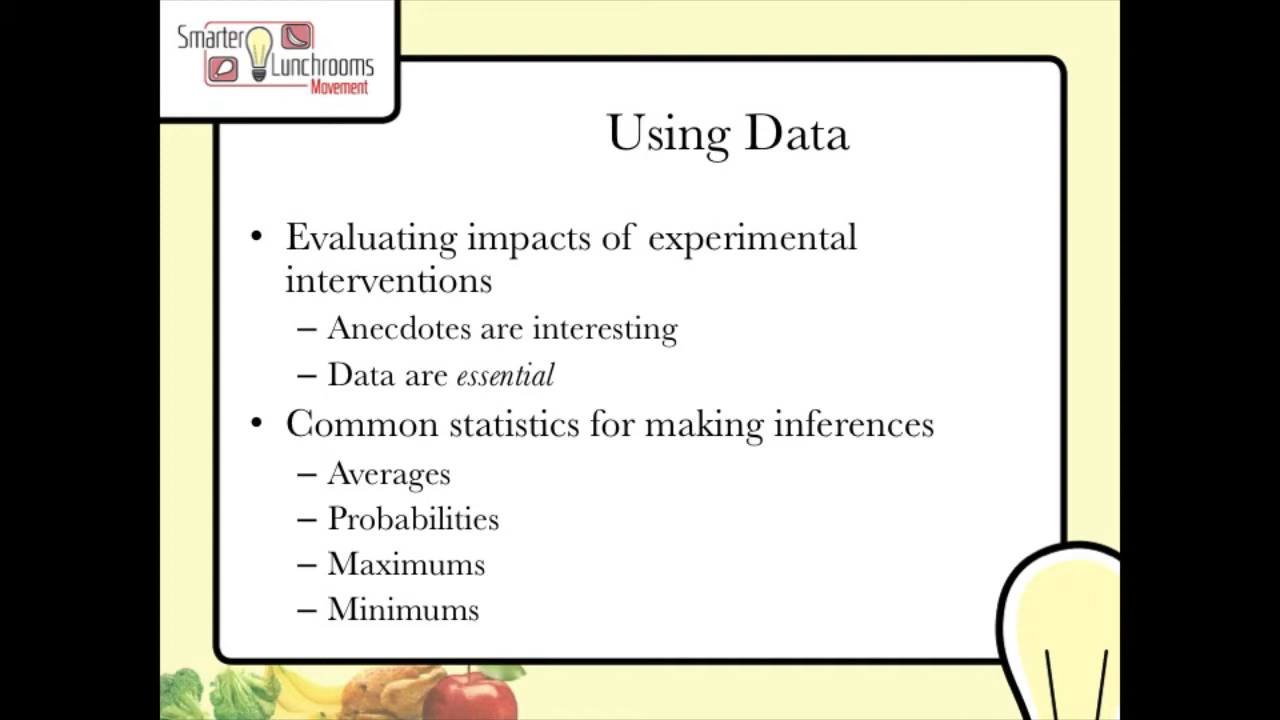 Smarter
Lunchrooms
Movement
Using Data
• Evaluating impacts of experimental
interventions
– Anecdotes are interesting
– Data are essential
• Common statistics for making inferences
– Averages
– Probabilities
– Maximums
– Minimums